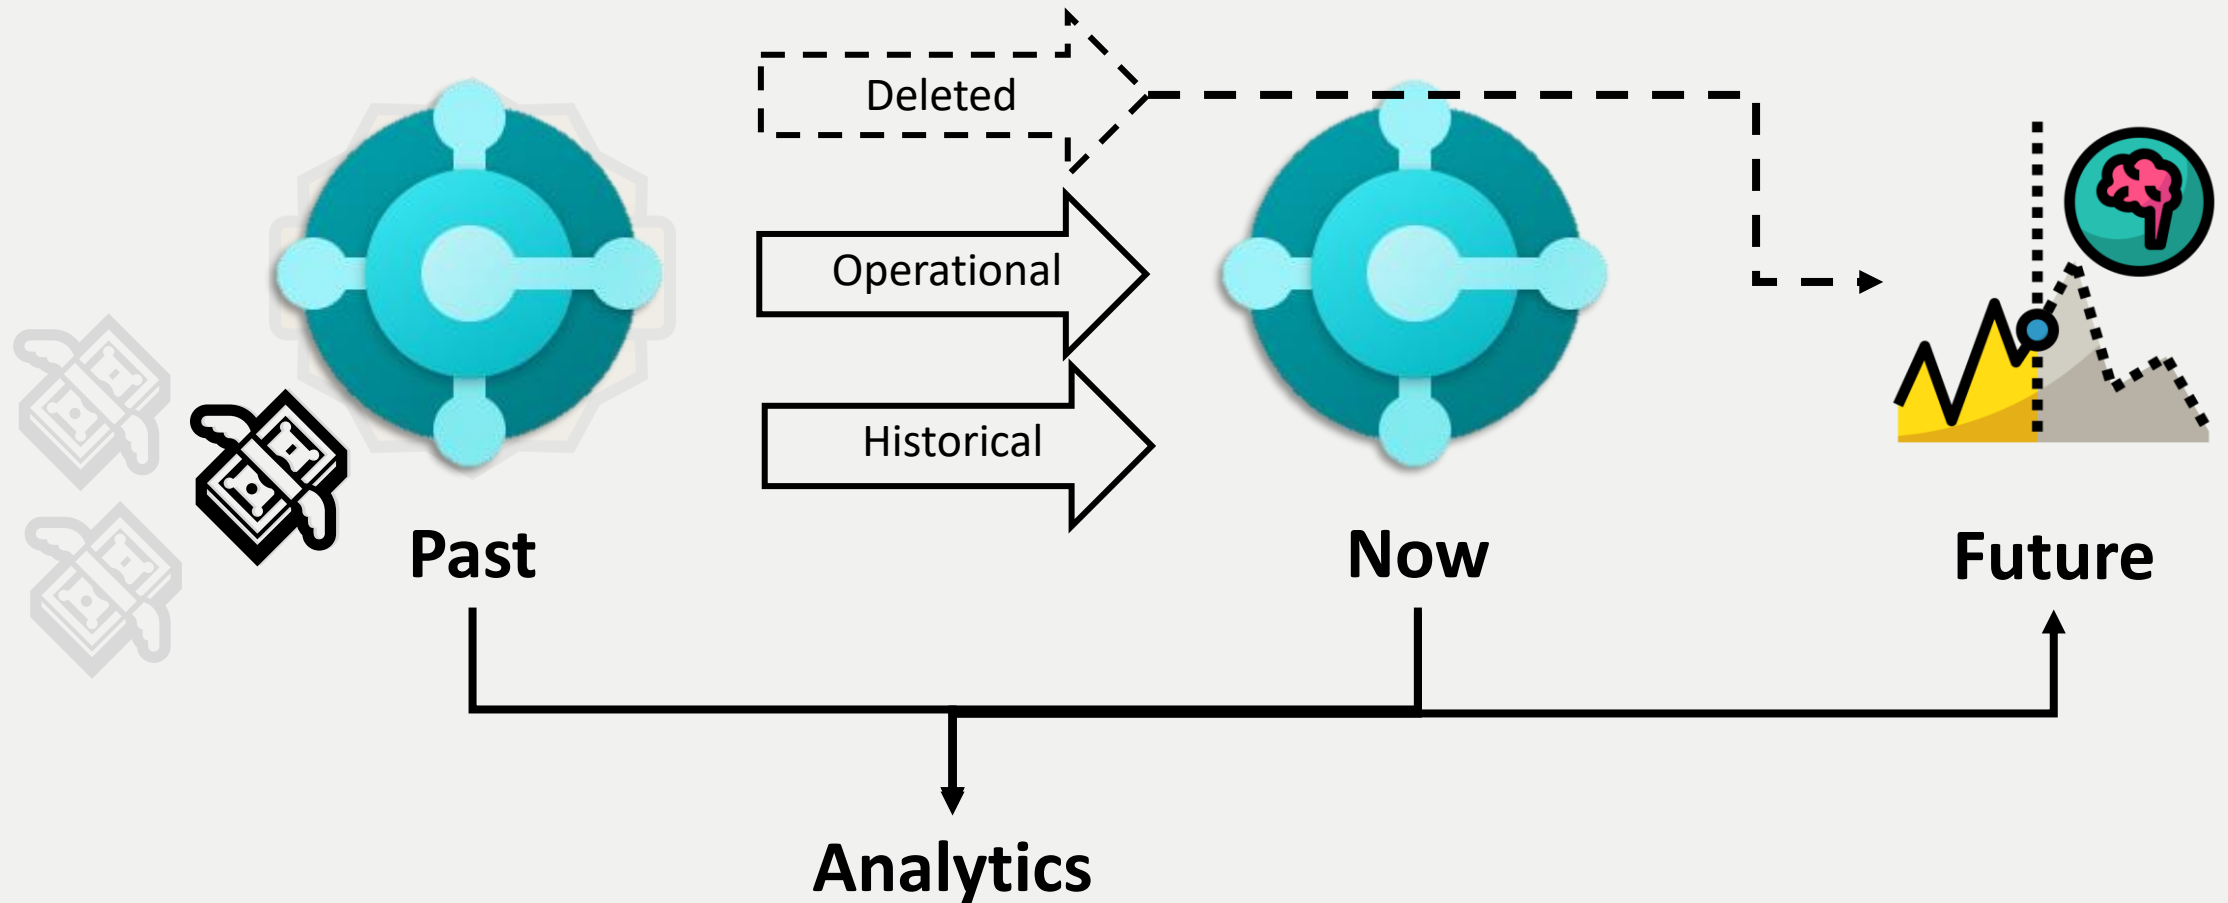 Deleted
Operational
Historical
Past
Now
Future
Analytics